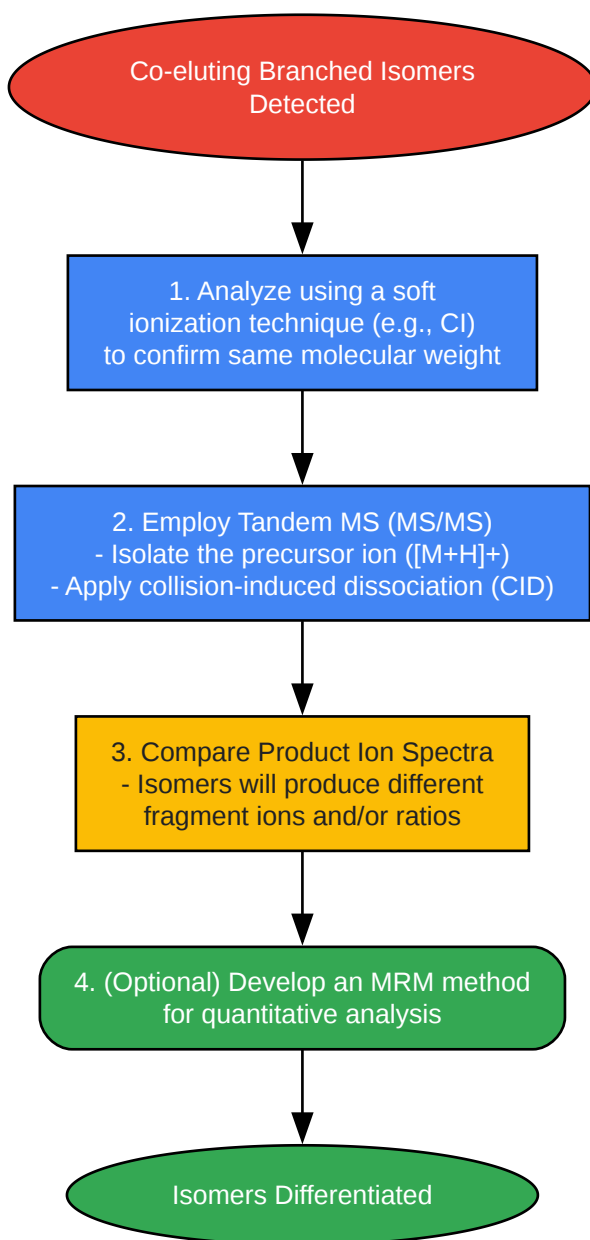 Co-eluting Branched Isomers
Detected
1. Analyze using a soft
ionization technique (e.g., CI)
to confirm same molecular weight
2. Employ Tandem MS (MS/MS)
- Isolate the precursor ion ([M+H]+)
- Apply collision-induced dissociation (CID)
3. Compare Product Ion Spectra
- Isomers will produce different
fragment ions and/or ratios
4. (Optional) Develop an MRM method
for quantitative analysis
Isomers Differentiated